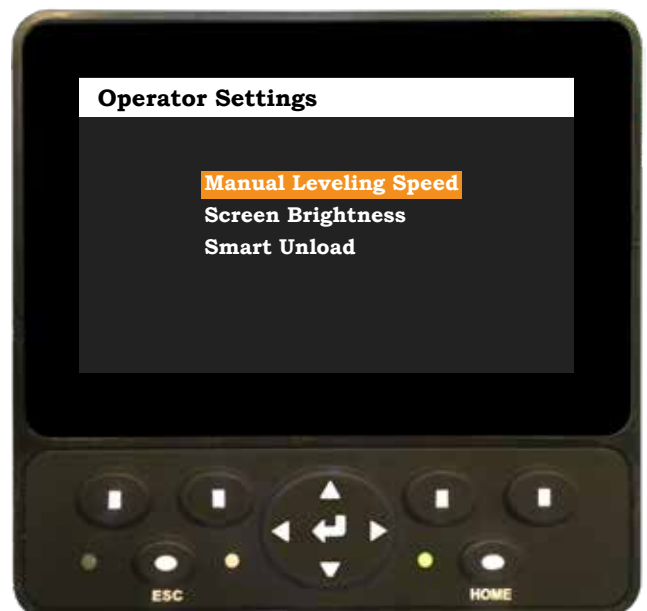 Operator Settings
Manual Leveling Speed
Screen Brightness
Smart Unload
ESC
HOME